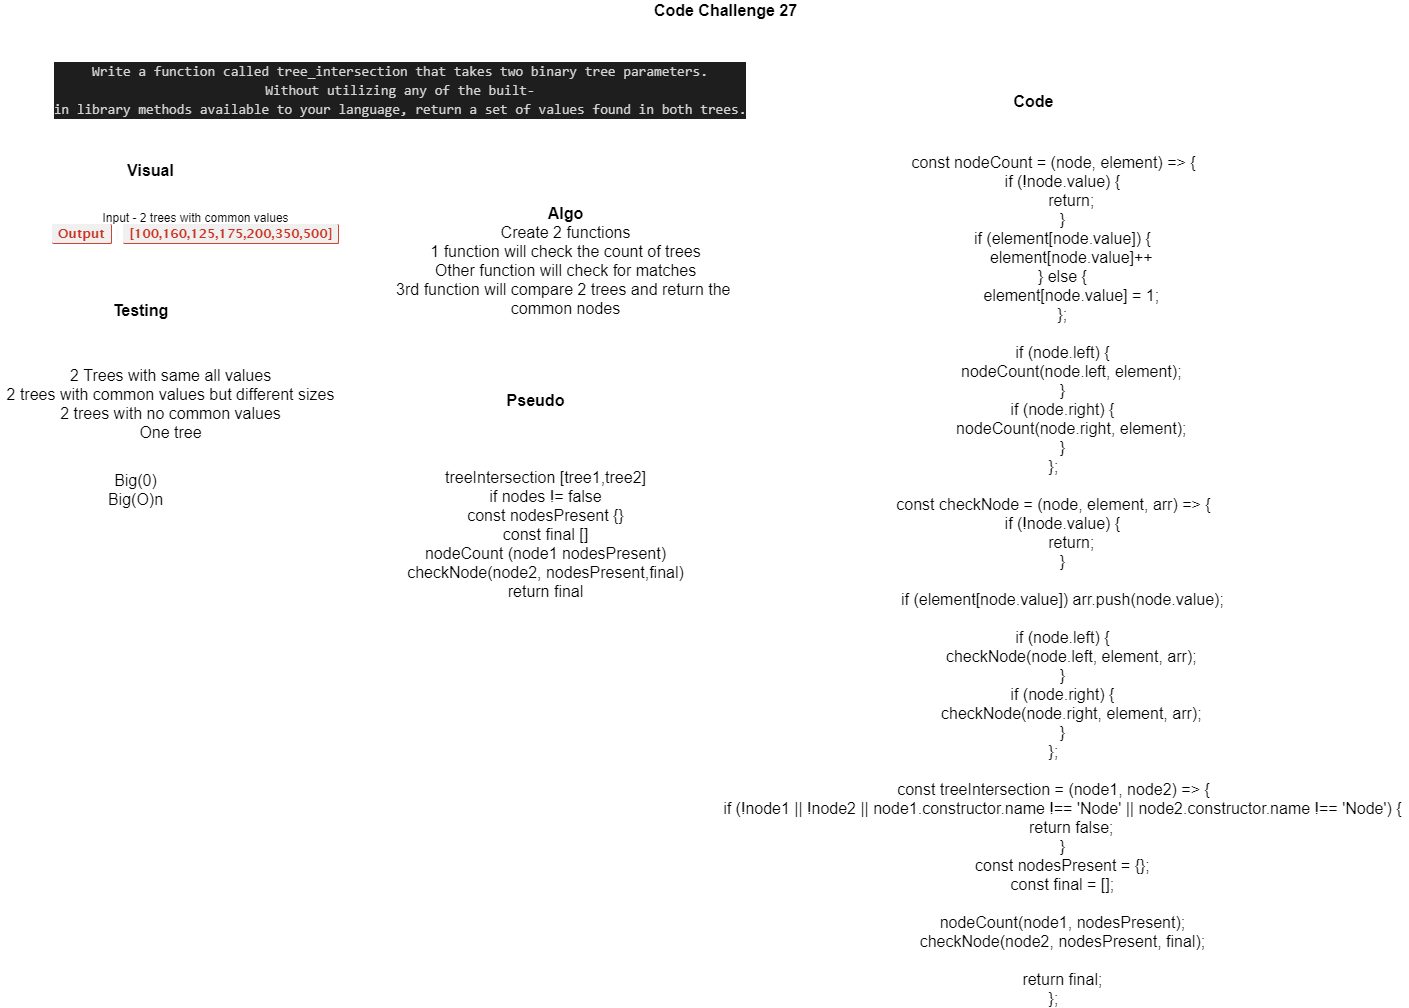 Code Challenge 27
Write a function called tree_intersection that takes two binary tree parameters.
Without utilizing any of the built-
in library methods available to your language, return a set of values found in both trees.
Visual
Input - 2 trees with common values
Output [100,160,125,175,200,350,500]
Testing
2 Trees with same all values
2 trees with common values but different sizes
2 trees with no common values
One tree
Big(0)
Big(O)n
Algo
Create 2 functions
1 function will check the count of trees
Other function will check for matches
3rd function will compare 2 trees and return the
common nodes
Pseudo
treeIntersection [tree1,tree2]
if nodes != false
const nodesPresent {}
const final []
nodeCount (node1 nodesPresent)
checkNode(node2, nodesPresent,final)
return final
Code
const nodeCount = (node, element) => {
if (!node.value) {
return;
}
if (element[node.value]) {
element[node.value]++
} else {
element[node.value] = 1;
};
if (node.left) {
nodeCount(node.left, element);
}
if (node.right) {
nodeCount(node.right, element);
}
};
const checkNode = (node, element, arr) => {
if (!node.value) {
return;
}
if (element[node.value]) arr.push(node.value);
if (node.left) {
checkNode(node.left, element, arr);
}
if (node.right) {
checkNode(node.right, element, arr);
}
};
const treeIntersection = (node1, node2) => {
if (!node1 || !node2 || node1.constructor.name !== 'Node' || node2.constructor.name !== 'Node') {
return false;
}
const nodesPresent = {};
const final = [];
nodeCount(node1, nodesPresent);
checkNode(node2, nodesPresent, final);
return final;
};